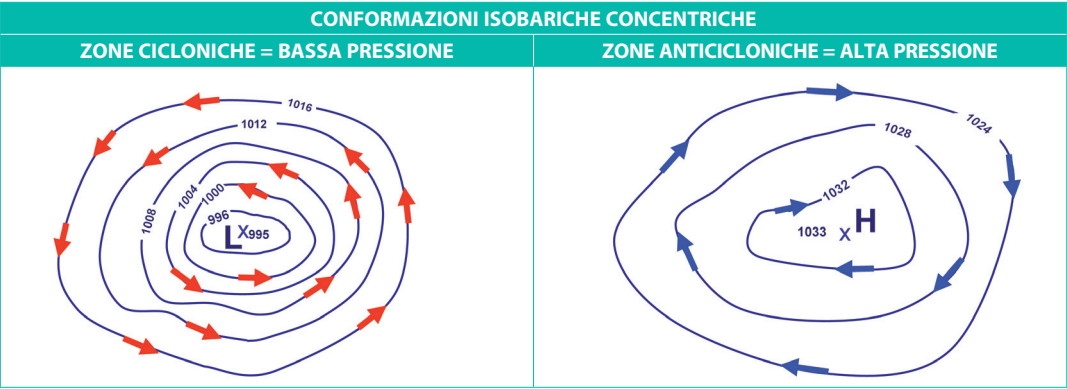 CONFORMAZIONI ISOBARICHE CONCENTRICHE
ZONE CICLONICHE = BASSA PRESSIONE
ZONE ANTICICLONICHE = ALTA PRESSIONE
1016
1012
1008
1004
1000
996
L X 995
1024
1028
1032
1033 X H